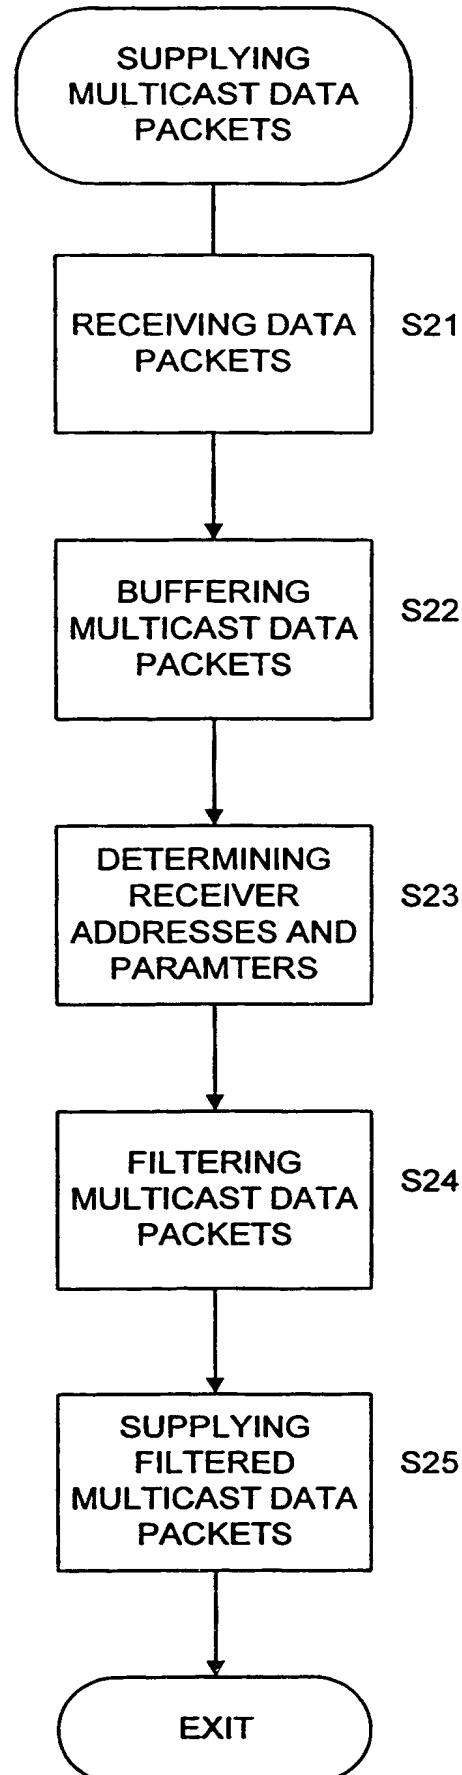 SUPPLYING
MULTICAST DATA
PACKETS
RECEIVING DATA
PACKETS
S21
BUFFERING
MULTICAST DATA
PACKETS
S22
DETERMINING
RECEIVER
ADDRESSES AND
PARAMTERS
S23
FILTERING
MULTICAST DATA
PACKETS
S24
SUPPLYING
FILTERED
MULTICAST DATA
PACKETS
S25
EXIT